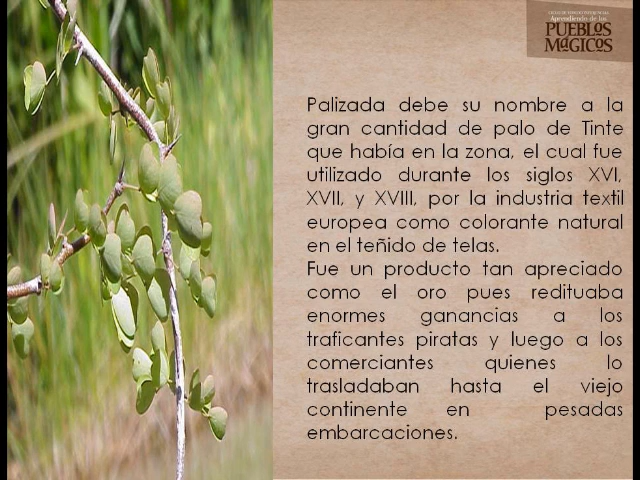 Aprendiendo de los
PUEBLOS
MÁGICOS
Palizada debe su nombre a la
gran cantidad de palo de Tinte
que había en la zona, el cual fue
utilizado durante los siglos XVI,
XVII, y XVIII, por la industria textil
europea como colorante natural
en el teñido de telas.
Fue un producto tan apreciado
como el oro pues redituaba
enormes ganancias a los
traficantes piratas y luego a los
comerciantes quienes lo
trasladaban hasta el viejo
continente en pesadas
embarcaciones.